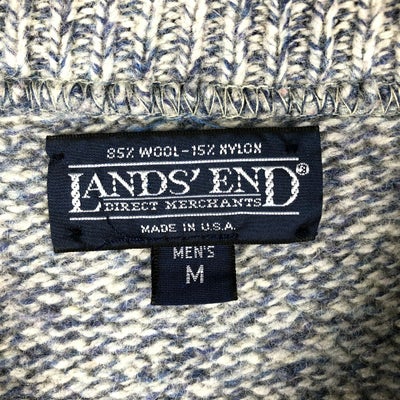 85% WOOL-15% NYLON
LANDS' END®
DIRECT MERCHANTS
MADE IN U.S.A.
MEN'S
M